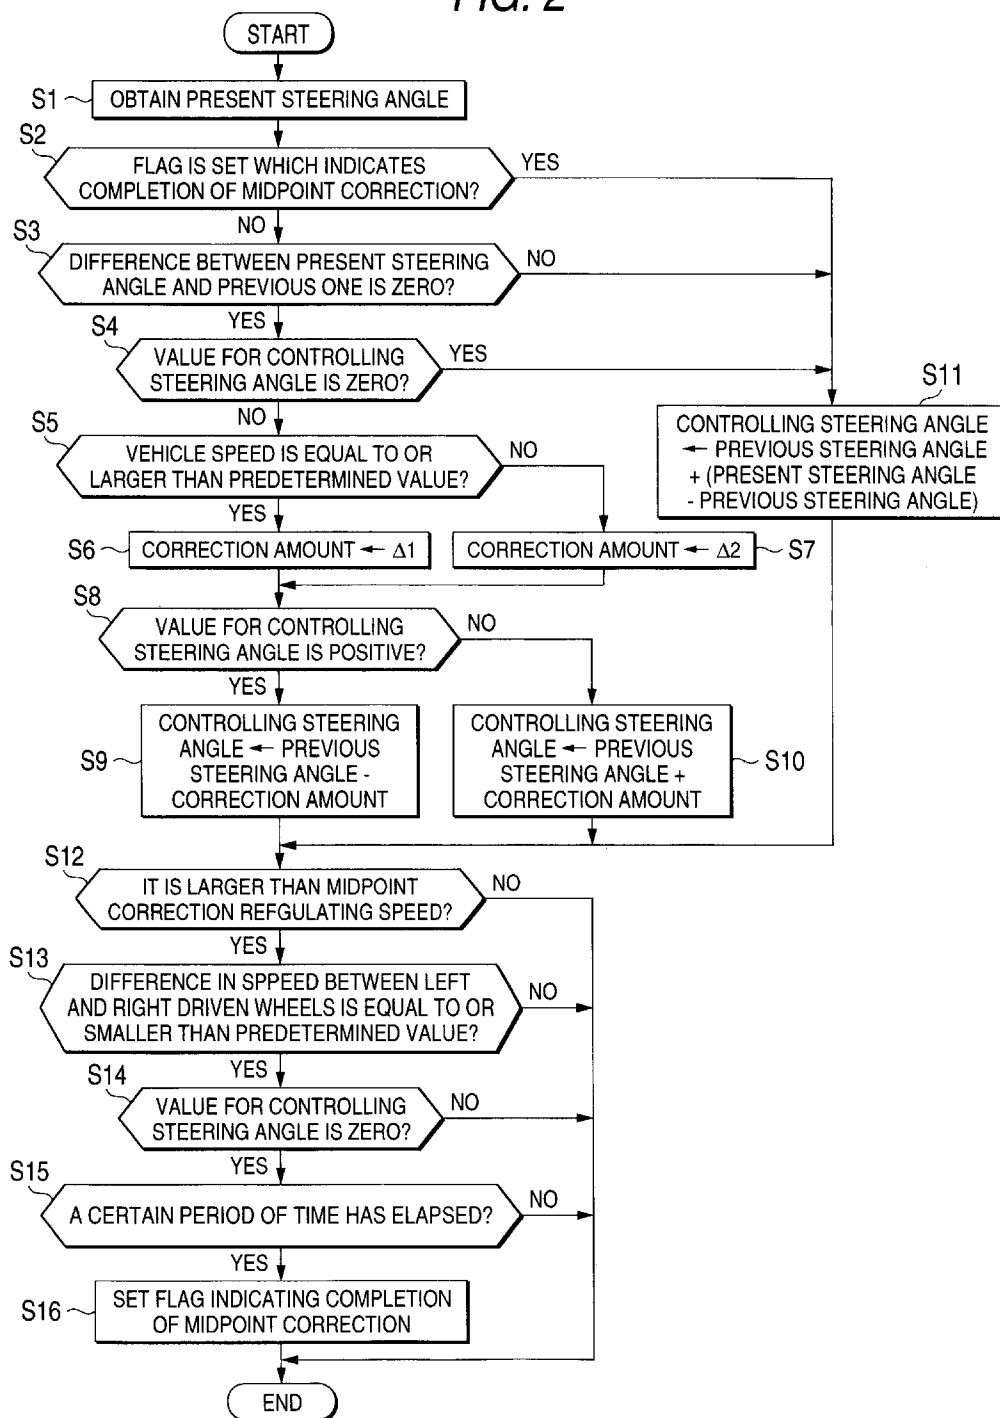 FIG. 2
START
S1
OBTAIN PRESENT STEERING ANGLE
S2
FLAG IS SET WHICH INDICATES
COMPLETION OF MIDPOINT CORRECTION?
YES
NO
S3
DIFFERENCE BETWEEN PRESENT STEERING
ANGLE AND PREVIOUS ONE IS ZERO?
NO
YES
S4
VALUE FOR CONTROLLING
STEERING ANGLE IS ZERO?
YES
NO
S11
CONTROLLING STEERING ANGLE
← PREVIOUS STEERING ANGLE
+ (PRESENT STEERING ANGLE
- PREVIOUS STEERING ANGLE)
S5
VEHICLE SPEED IS EQUAL TO OR
LARGER THAN PREDETERMINED VALUE?
NO
YES
S6
CORRECTION AMOUNT ← Δ1
CORRECTION AMOUNT ← Δ2
S7
S8
VALUE FOR CONTROLLING
STEERING ANGLE IS POSITIVE?
NO
YES
S9
CONTROLLING STEERING
ANGLE ← PREVIOUS
STEERING ANGLE -
CORRECTION AMOUNT
CONTROLLING STEERING
ANGLE ← PREVIOUS
STEERING ANGLE +
CORRECTION AMOUNT
S10
S12
IT IS LARGER THAN MIDPOINT
CORRECTION REFGULATING SPEED?
NO
YES
S13
DIFFERENCE IN SPPEED BETWEEN LEFT
AND RIGHT DRIVEN WHEELS IS EQUAL TO OR
SMALLER THAN PREDETERMINED VALUE?
NO
YES
S14
VALUE FOR CONTROLLING
STEERING ANGLE IS ZERO?
NO
YES
S15
A CERTAIN PERIOD OF TIME HAS ELAPSED?
NO
YES
S16
SET FLAG INDICATING COMPLETION
OF MIDPOINT CORRECTION
END